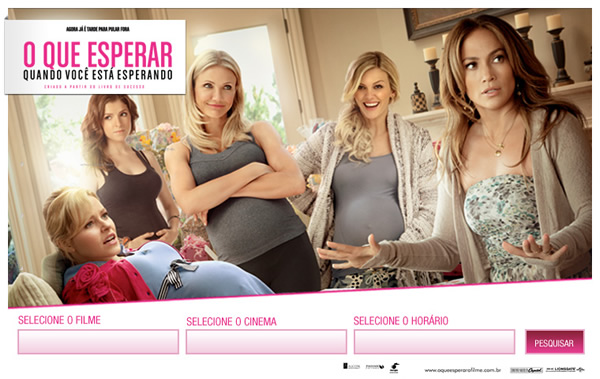 AGORA JÁ É TARDE PARA PULAR FORA
O QUE ESPERAR
QUANDO VOCÊ ESTÁ ESPERANDO
CRIADO A PARTIR DO LIVRO DE SUCESSO
SELECIONE O FILME
SELECIONE O CINEMA
SELECIONE O HORÁRIO
PESQUISAR
www.oqueesperarofilme.com.br
LIONSGATE